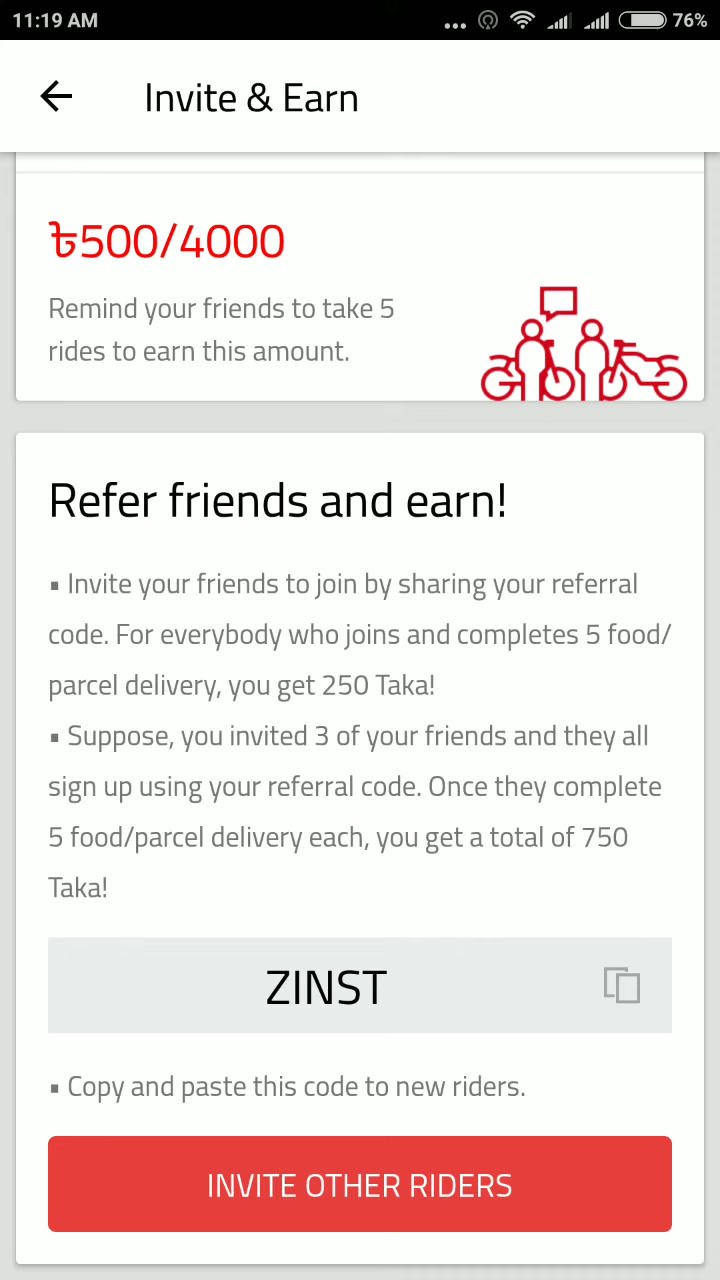 11:19 AM
76%
Invite & Earn
৳500/4000
Remind your friends to take 5
rides to earn this amount.
Refer friends and earn!
▪ Invite your friends to join by sharing your referral
code. For everybody who joins and completes 5 food/
parcel delivery, you get 250 Taka!
▪ Suppose, you invited 3 of your friends and they all
sign up using your referral code. Once they complete
5 food/parcel delivery each, you get a total of 750
Taka!
ZINST
▪ Copy and paste this code to new riders.
INVITE OTHER RIDERS